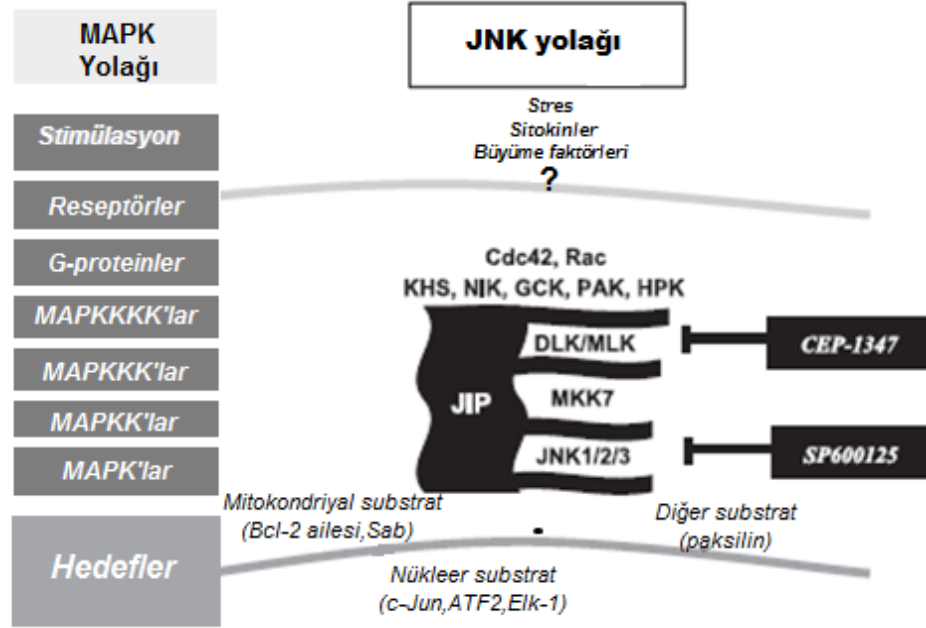 MAPK
Yolağı
JNK yolağı
Stimülasyon
Stres
Sitokinler
Büyüme faktörleri
?
Reseptörler
G-proteinler
Cdc42, Rac
MAPKKKK'lar
KHS, NIK, GCK, PAK, HPK
MAPKKK'lar
DLK/MLK
CEP-1347
MAPKK'lar
JIP
MKK7
MAPK'lar
JNK1/2/3
SP600125
Mitokondriyal substrat
(Bcl-2 ailesi,Sab)
Diğer substrat
(paksilin)
Hedefler
Nükleer substrat
(c-Jun,ATF2,Elk-1)